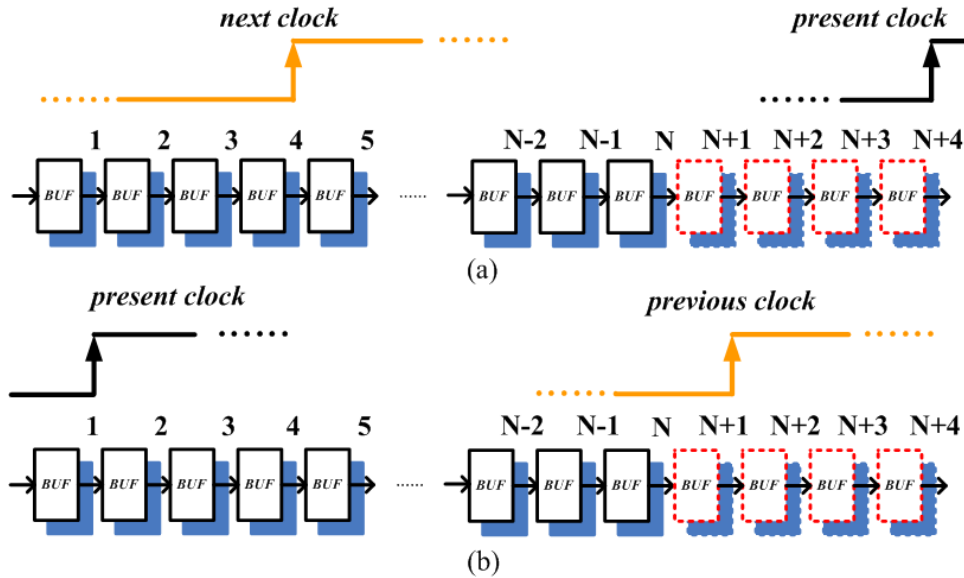 next clock present clock
1 2 3 4 5 N-2 N-1 N N+1 N+2 N+3 N+4
BUF BUF BUF BUF BUF ...... BUF BUF BUF BUF BUF BUF BUF
(a)
present clock previous clock
1 2 3 4 5 N-2 N-1 N N+1 N+2 N+3 N+4
BUF BUF BUF BUF BUF ...... BUF BUF BUF BUF BUF BUF BUF
(b)